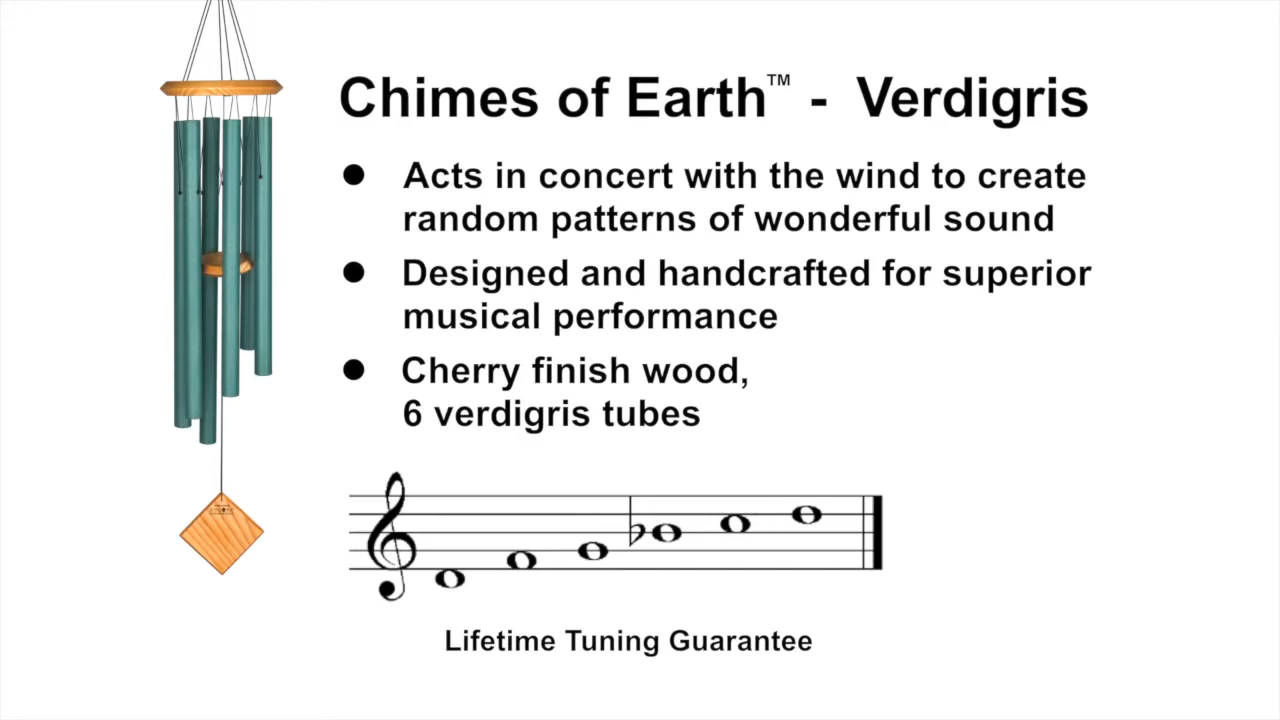 Chimes of Earth™ - Verdigris
● Acts in concert with the wind to create
random patterns of wonderful sound
● Designed and handcrafted for superior
musical performance
● Cherry finish wood,
6 verdigris tubes
Lifetime Tuning Guarantee